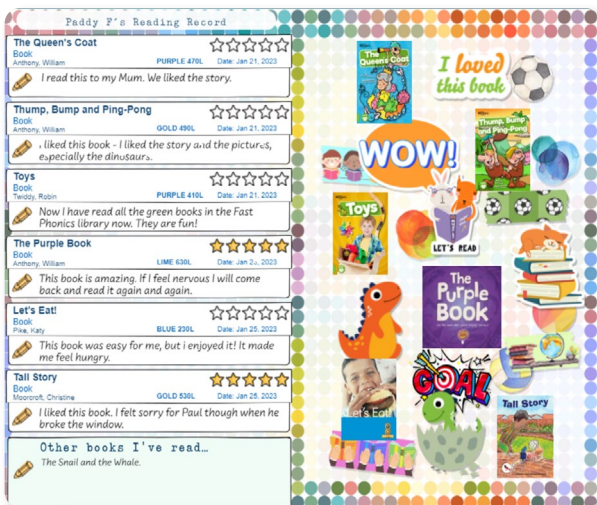 Paddy F's Reading Record
The Queen's Coat
Book
Anthony, William PURPLE 470L Date: Jan 21, 2023
I read this to my Mum. We liked the story.
Thump, Bump and Ping-Pong
Book
Anthony, William GOLD 490L Date: Jan 21, 2023
I liked this book - I liked the story and the pictures,
especially the dinosaurs.
Toys
Book
Twiddy, Robin PURPLE 410L Date: Jan 21, 2023
Now I have read all the green books in the Fast
Phonics library now. They are fun!
The Purple Book
Book
Anthony, William LIME 630L Date: Jan 2, 2023
This book is amazing. If I feel nervous I will come
back and read it again and again.
Let's Eat!
Book
Pike, Katy BLUE 230L Date: Jan 25, 2023
This book was easy for me, but i enjoyed it! It made
me feel hungry.
Tall Story
Book
Moorcroft, Christine GOLD 530L Date: Jan 25, 2023
I liked this book. I felt sorry for Paul though when he
broke the window.
Other books I've read...
The Snail and the Whale.
The Queen's Coat
I loved
this book
Thump, Bump
and Ping-Pong
WOW!
Toys
LET'S READ
The
Purple
Book
GOAL
Let's Eat!
Tall Story